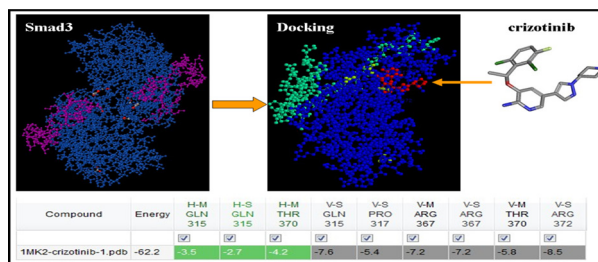 Smad3 Docking crizotinib
H-M H-S H-M V-S V-S V-M V-S V-M V-S
Compound Energy GLN GLN THR GLN PRO ARG ARG THR ARG
315 315 370 315 317 367 367 370 372
1MK2-crizotinib-1.pdb -62.2 -3.5 -2.7 -4.2 -7.6 -5.4 -7.2 -7.2 -5.8 -8.5